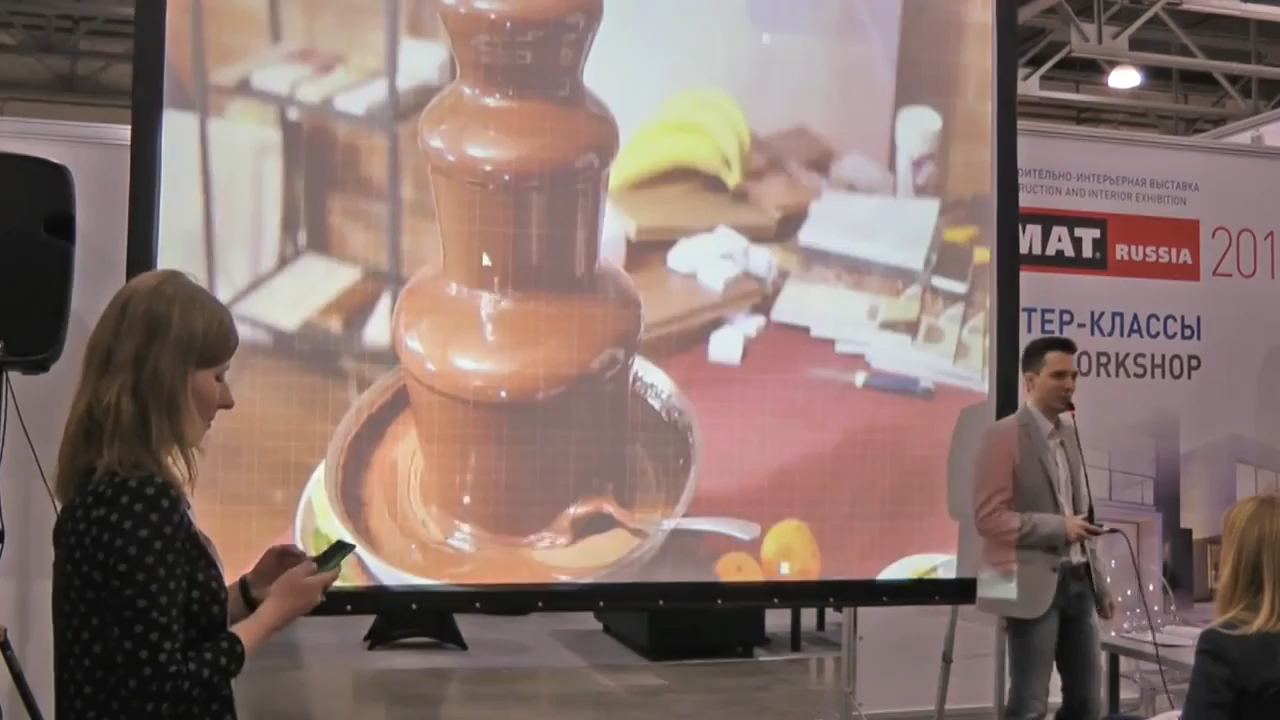 ОИТЕЛЬНО-ИНТЕРЬЕРНАЯ ВЫСТАВКА
RUCTION AND INTERIOR EXHIBITION
MAT RUSSIA 201
ТЕР-КЛАССЫ
ORKSHOP